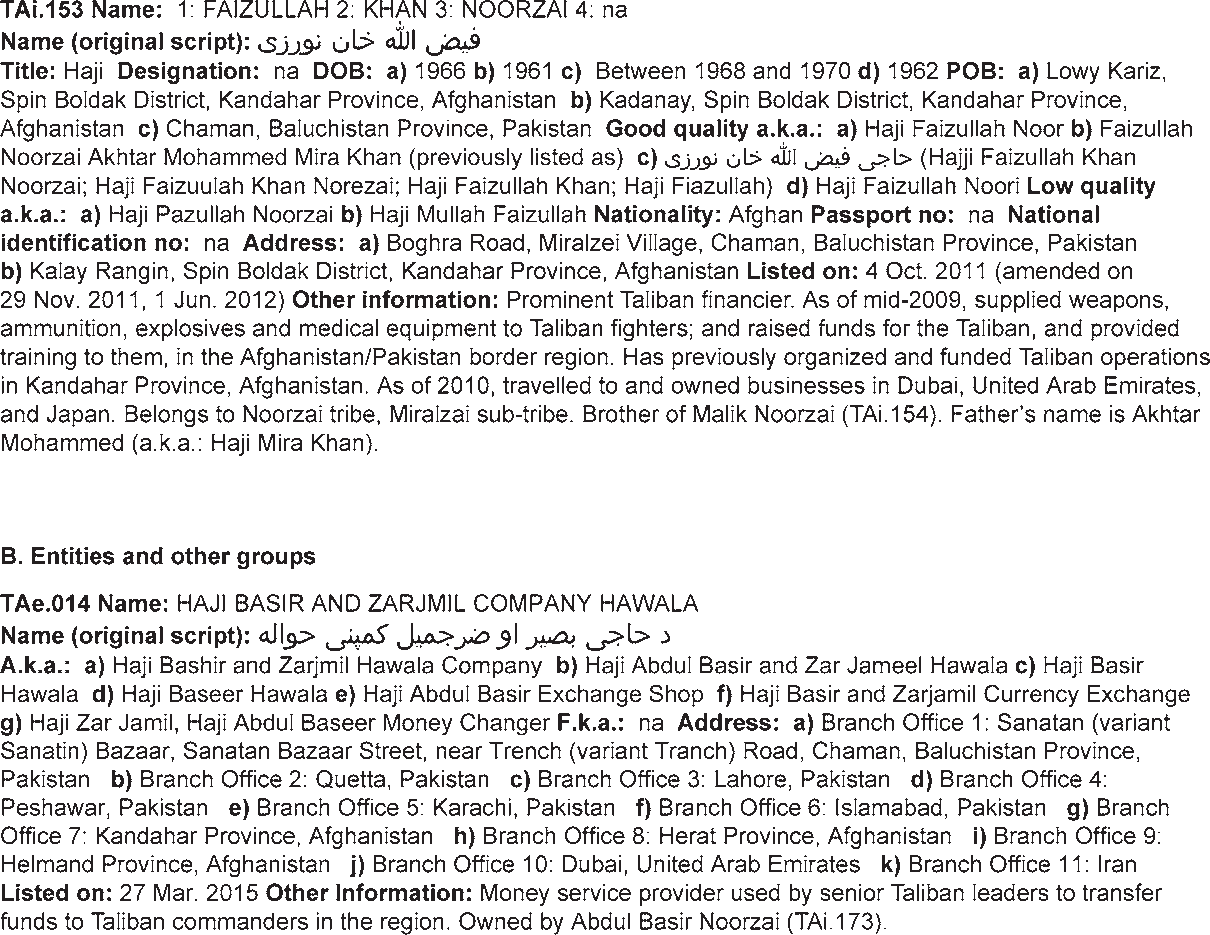 TAi.153 Name: 1: FAIZULLAH 2: KHAN 3: NOORZAI 4: na
Name (original script): فیض الله خان نورزی
Title: Haji Designation: na DOB: a) 1966 b) 1961 c) Between 1968 and 1970 d) 1962 POB: a) Lowy Kariz,
Spin Boldak District, Kandahar Province, Afghanistan b) Kadanay, Spin Boldak District, Kandahar Province,
Afghanistan c) Chaman, Baluchistan Province, Pakistan Good quality a.k.a.: a) Haji Faizullah Noor b) Faizullah
Noorzai Akhtar Mohammed Mira Khan (previously listed as) c) حاجی فیض الله خان نورزی (Hajji Faizullah Khan
Noorzai; Haji Faizuulah Khan Norezai; Haji Faizullah Khan; Haji Fiazullah) d) Haji Faizullah Noori Low quality
a.k.a.: a) Haji Pazullah Noorzai b) Haji Mullah Faizullah Nationality: Afghan Passport no: na National
identification no: na Address: a) Boghra Road, Miralzei Village, Chaman, Baluchistan Province, Pakistan
b) Kalay Rangin, Spin Boldak District, Kandahar Province, Afghanistan Listed on: 4 Oct. 2011 (amended on
29 Nov. 2011, 1 Jun. 2012) Other information: Prominent Taliban financier. As of mid-2009, supplied weapons,
ammunition, explosives and medical equipment to Taliban fighters; and raised funds for the Taliban, and provided
training to them, in the Afghanistan/Pakistan border region. Has previously organized and funded Taliban operations
in Kandahar Province, Afghanistan. As of 2010, travelled to and owned businesses in Dubai, United Arab Emirates,
and Japan. Belongs to Noorzai tribe, Miralzai sub-tribe. Brother of Malik Noorzai (TAi.154). Father's name is Akhtar
Mohammed (a.k.a.: Haji Mira Khan).
B. Entities and other groups
TAe.014 Name: HAJI BASIR AND ZARJMIL COMPANY HAWALA
Name (original script): د حاجی بصیر او ضرجمیل کمپنی حواله
A.k.a.: a) Haji Bashir and Zarjmil Hawala Company b) Haji Abdul Basir and Zar Jameel Hawala c) Haji Basir
Hawala d) Haji Baseer Hawala e) Haji Abdul Basir Exchange Shop f) Haji Basir and Zarjamil Currency Exchange
g) Haji Zar Jamil, Haji Abdul Baseer Money Changer F.k.a.: na Address: a) Branch Office 1: Sanatan (variant
Sanatin) Bazaar, Sanatan Bazaar Street, near Trench (variant Tranch) Road, Chaman, Baluchistan Province,
Pakistan b) Branch Office 2: Quetta, Pakistan c) Branch Office 3: Lahore, Pakistan d) Branch Office 4:
Peshawar, Pakistan e) Branch Office 5: Karachi, Pakistan f) Branch Office 6: Islamabad, Pakistan g) Branch
Office 7: Kandahar Province, Afghanistan h) Branch Office 8: Herat Province, Afghanistan i) Branch Office 9:
Helmand Province, Afghanistan j) Branch Office 10: Dubai, United Arab Emirates k) Branch Office 11: Iran
Listed on: 27 Mar. 2015 Other Information: Money service provider used by senior Taliban leaders to transfer
funds to Taliban commanders in the region. Owned by Abdul Basir Noorzai (TAi.173).